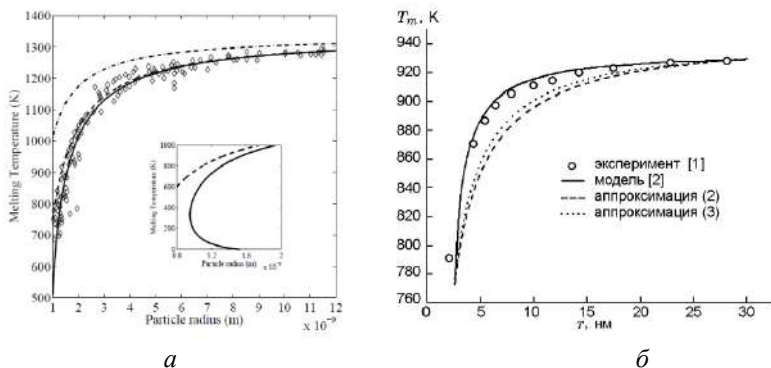 1400
1300
1200
1100
1000
900
800
700
600
500
Melting Temperature (K)
1 2 3 4 5 6 7 8 9 10 11 12
Particle radius (m)
x 10⁻⁹
1000
800
600
400
200
0
Melting Temperature (K)
0.8 1.2 1.6 2
Particle radius (m)
x 10⁻⁹
а
Tm, К
940
920
900
880
860
840
820
800
780
760
0 5 10 15 20 25 30
r, нм
эксперимент [1]
модель [2]
аппроксимация (2)
аппроксимация (3)
б